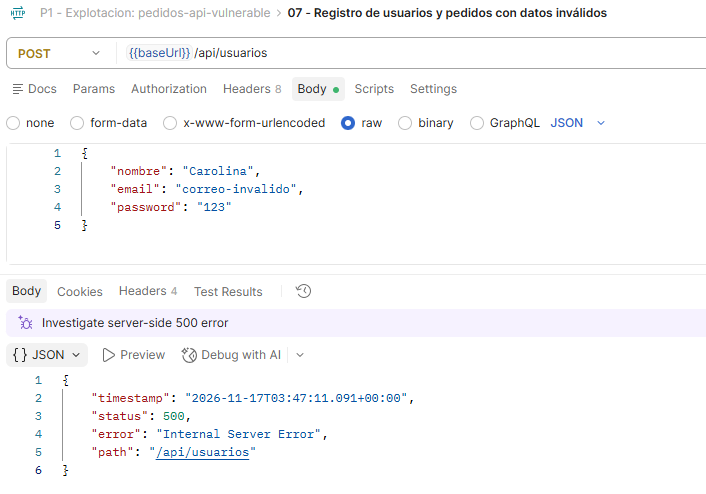 HTTP P1 - Explotacion: pedidos-api-vulnerable > 07 - Registro de usuarios y pedidos con datos inválidos
POST {{baseUrl}} /api/usuarios
Docs Params Authorization Headers 8 Body Scripts Settings
none form-data x-www-form-urlencoded raw binary GraphQL JSON
1 {
2 "nombre": "Carolina",
3 "email": "correo-invalido",
4 "password": "123"
5 }
Body Cookies Headers 4 Test Results
Investigate server-side 500 error
{} JSON Preview Debug with AI
1 {
2 "timestamp": "2026-11-17T03:47:11.091+00:00",
3 "status": 500,
4 "error": "Internal Server Error",
5 "path": "/api/usuarios"
6 }